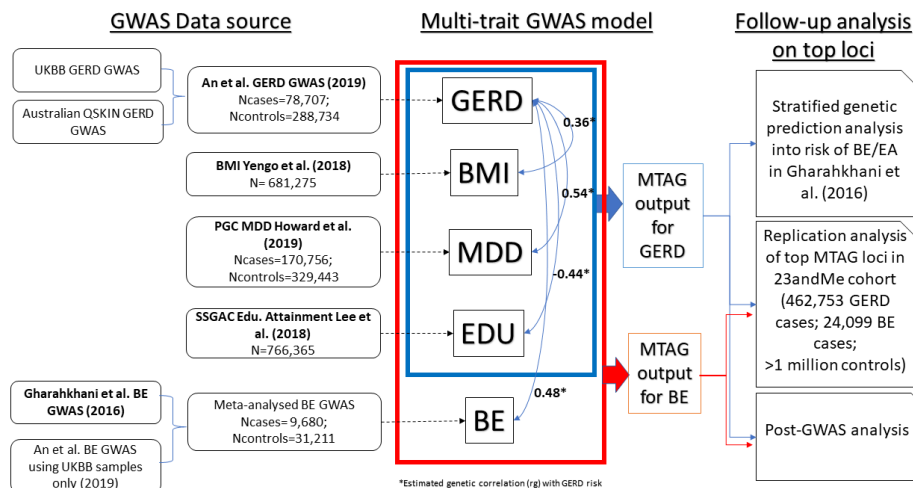 GWAS Data source
Multi-trait GWAS model
Follow-up analysis
on top loci
UKBB GERD GWAS
Australian QSKIN GERD
GWAS
An et al. GERD GWAS (2019)
Ncases=78,707;
Ncontrols=288,734
BMI Yengo et al. (2018)
N= 681,275
PGC MDD Howard et al.
(2019)
Ncases=170,756;
Ncontrols=329,443
SSGAC Edu. Attainment Lee et
al. (2018)
N=766,365
Gharahkhani et al. BE
GWAS (2016)
An et al. BE GWAS
using UKBB samples
only (2019)
Meta-analysed BE GWAS
Ncases= 9,680;
Ncontrols=31,211
GERD
BMI
MDD
EDU
BE
0.36*
0.54*
-0.44*
0.48*
*Estimated genetic correlation (rg) with GERD risk
MTAG
output
for
GERD
MTAG
output
for BE
Stratified genetic
prediction analysis
into risk of BE/EA
in Gharahkhani et
al. (2016)
Replication analysis
of top MTAG loci in
23andMe cohort
(462,753 GERD
cases; 24,099 BE
cases;
>1 million controls)
Post-GWAS analysis